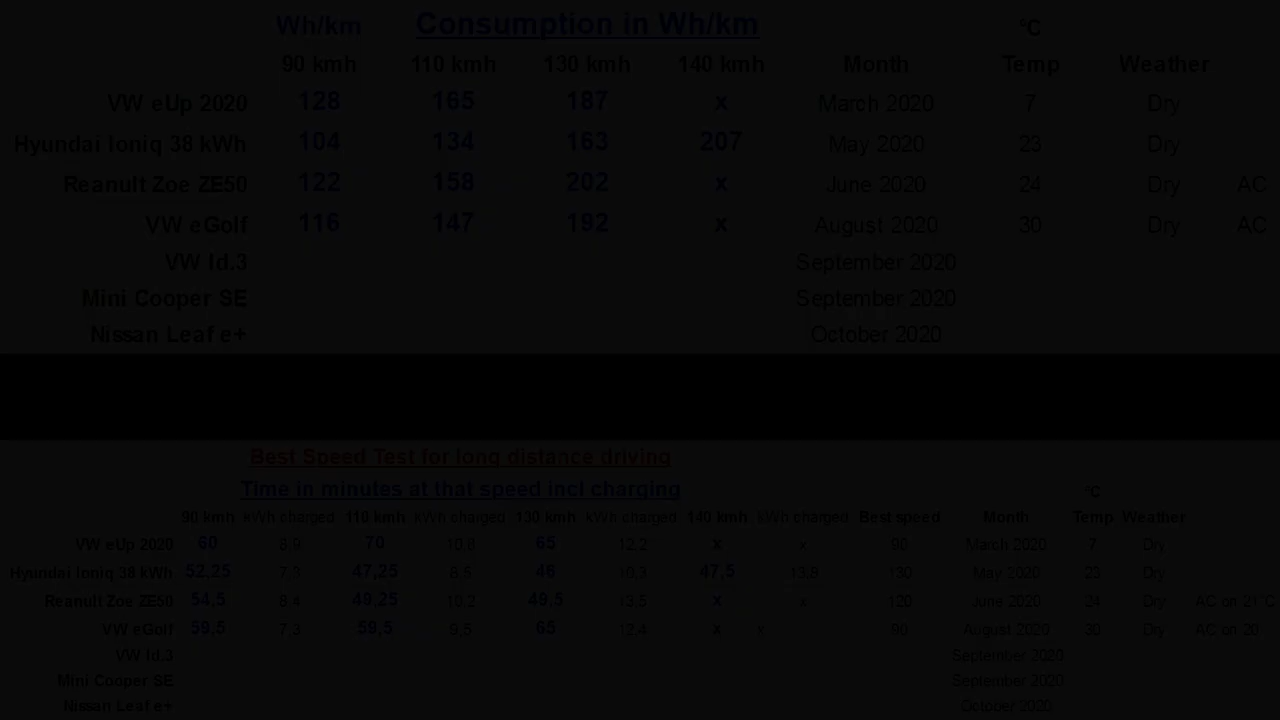 Wh/km Consumption in Wh/km °C
90 kmh 110 kmh 130 kmh 140 kmh Month Temp Weather
VW eUp 2020 128 165 187 x March 2020 7 Dry
Hyundai Ioniq 38 kWh 104 134 163 207 May 2020 23 Dry
Reanult Zoe ZE50 122 158 202 x June 2020 24 Dry AC
VW eGolf 116 147 192 x August 2020 30 Dry AC
VW Id.3 September 2020
Mini Cooper SE September 2020
Nissan Leaf e+ October 2020
Best Speed Test for long distance driving
Time in minutes at that speed incl charging °C
90 kmh kWh charged 110 kmh kWh charged 130 kmh kWh charged 140 kmh kWh charged Best speed Month Temp Weather
VW eUp 2020 60 8,9 70 10,8 65 12,2 x x 90 March 2020 7 Dry
Hyundai Ioniq 38 kWh 52,25 7,3 47,25 8,5 46 10,3 47,5 13,8 130 May 2020 23 Dry
Reanult Zoe ZE50 54,5 8,4 49,25 10,2 49,5 13,5 x x 120 June 2020 24 Dry AC on 21°C
VW eGolf 59,5 7,3 59,5 9,5 65 12,4 x x 90 August 2020 30 Dry AC on 20
VW Id.3 September 2020
Mini Cooper SE September 2020
Nissan Leaf e+ October 2020